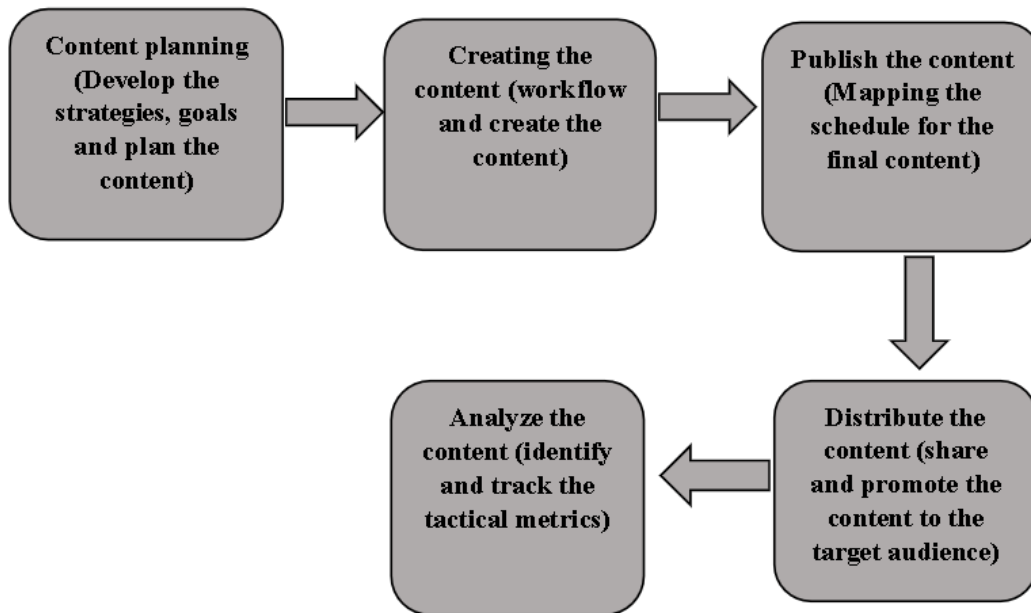 Content planning
(Develop the
strategies, goals
and plan the
content)
Creating the
content (workflow
and create the
content)
Publish the content
(Mapping the
schedule for the
final content)
Distribute the
content (share
and promote the
content to the
target audience)
Analyze the
content (identify
and track the
tactical metrics)